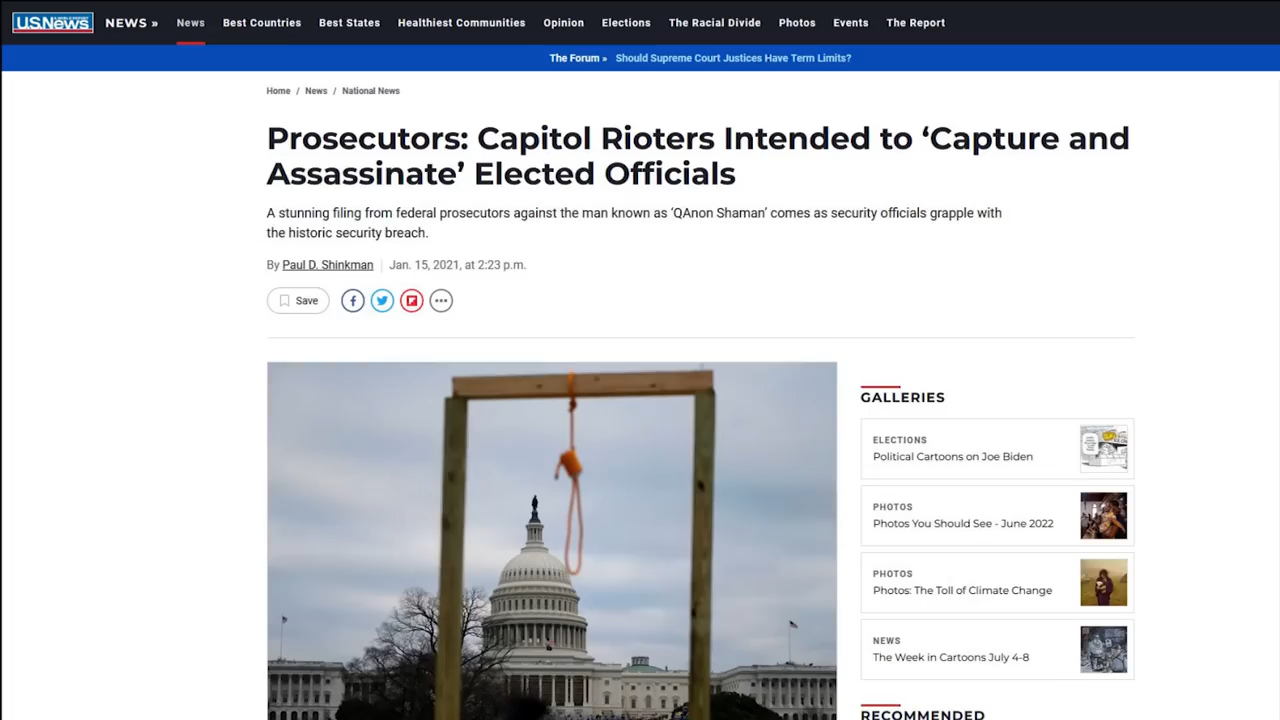 U.S.News NEWS » News Best Countries Best States Healthiest Communities Opinion Elections The Racial Divide Photos Events The Report
The Forum » Should Supreme Court Justices Have Term Limits?
Home / News / National News
Prosecutors: Capitol Rioters Intended to ‘Capture and
Assassinate’ Elected Officials
A stunning filing from federal prosecutors against the man known as ‘QAnon Shaman’ comes as security officials grapple with
the historic security breach.
By Paul D. Shinkman Jan. 15, 2021, at 2:23 p.m.
Save
GALLERIES
ELECTIONS
Political Cartoons on Joe Biden
PHOTOS
Photos You Should See - June 2022
PHOTOS
Photos: The Toll of Climate Change
NEWS
The Week in Cartoons July 4-8
RECOMMENDED